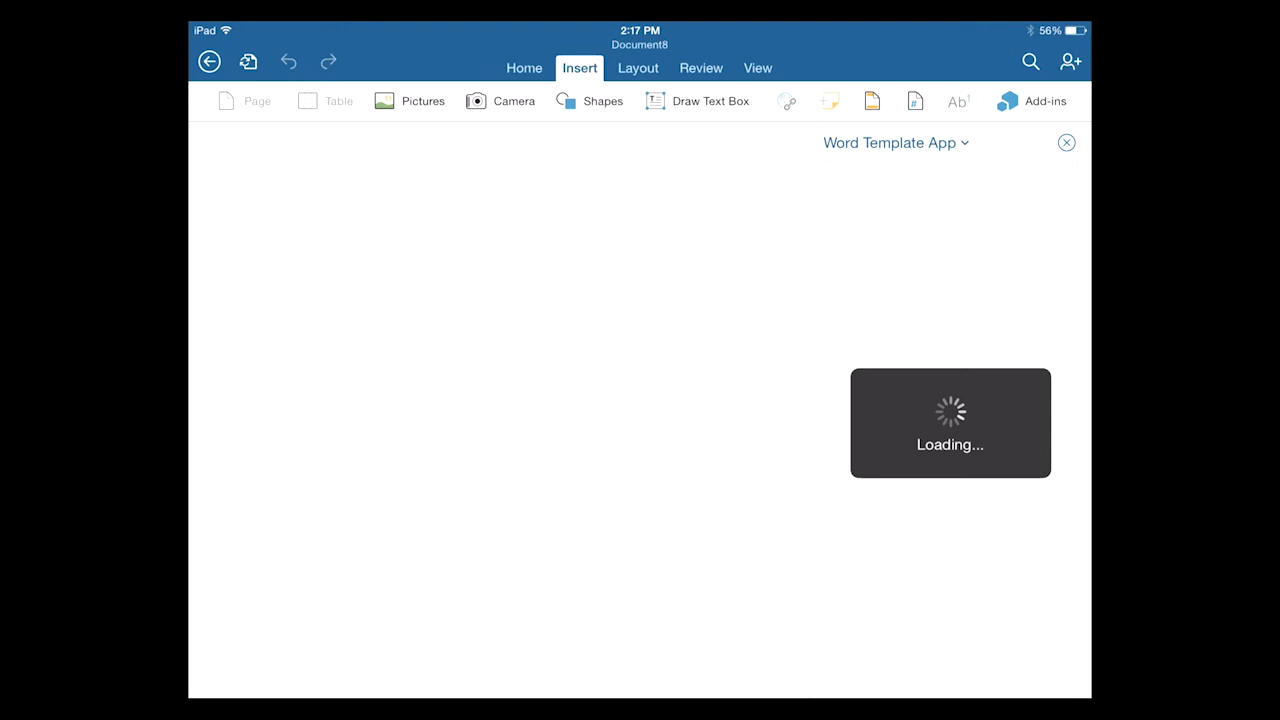 iPad 2:17 PM 56%
Document8
Home Insert Layout Review View
Page Table Pictures Camera Shapes Draw Text Box # Ab1 Add-ins
Word Template App
Loading...